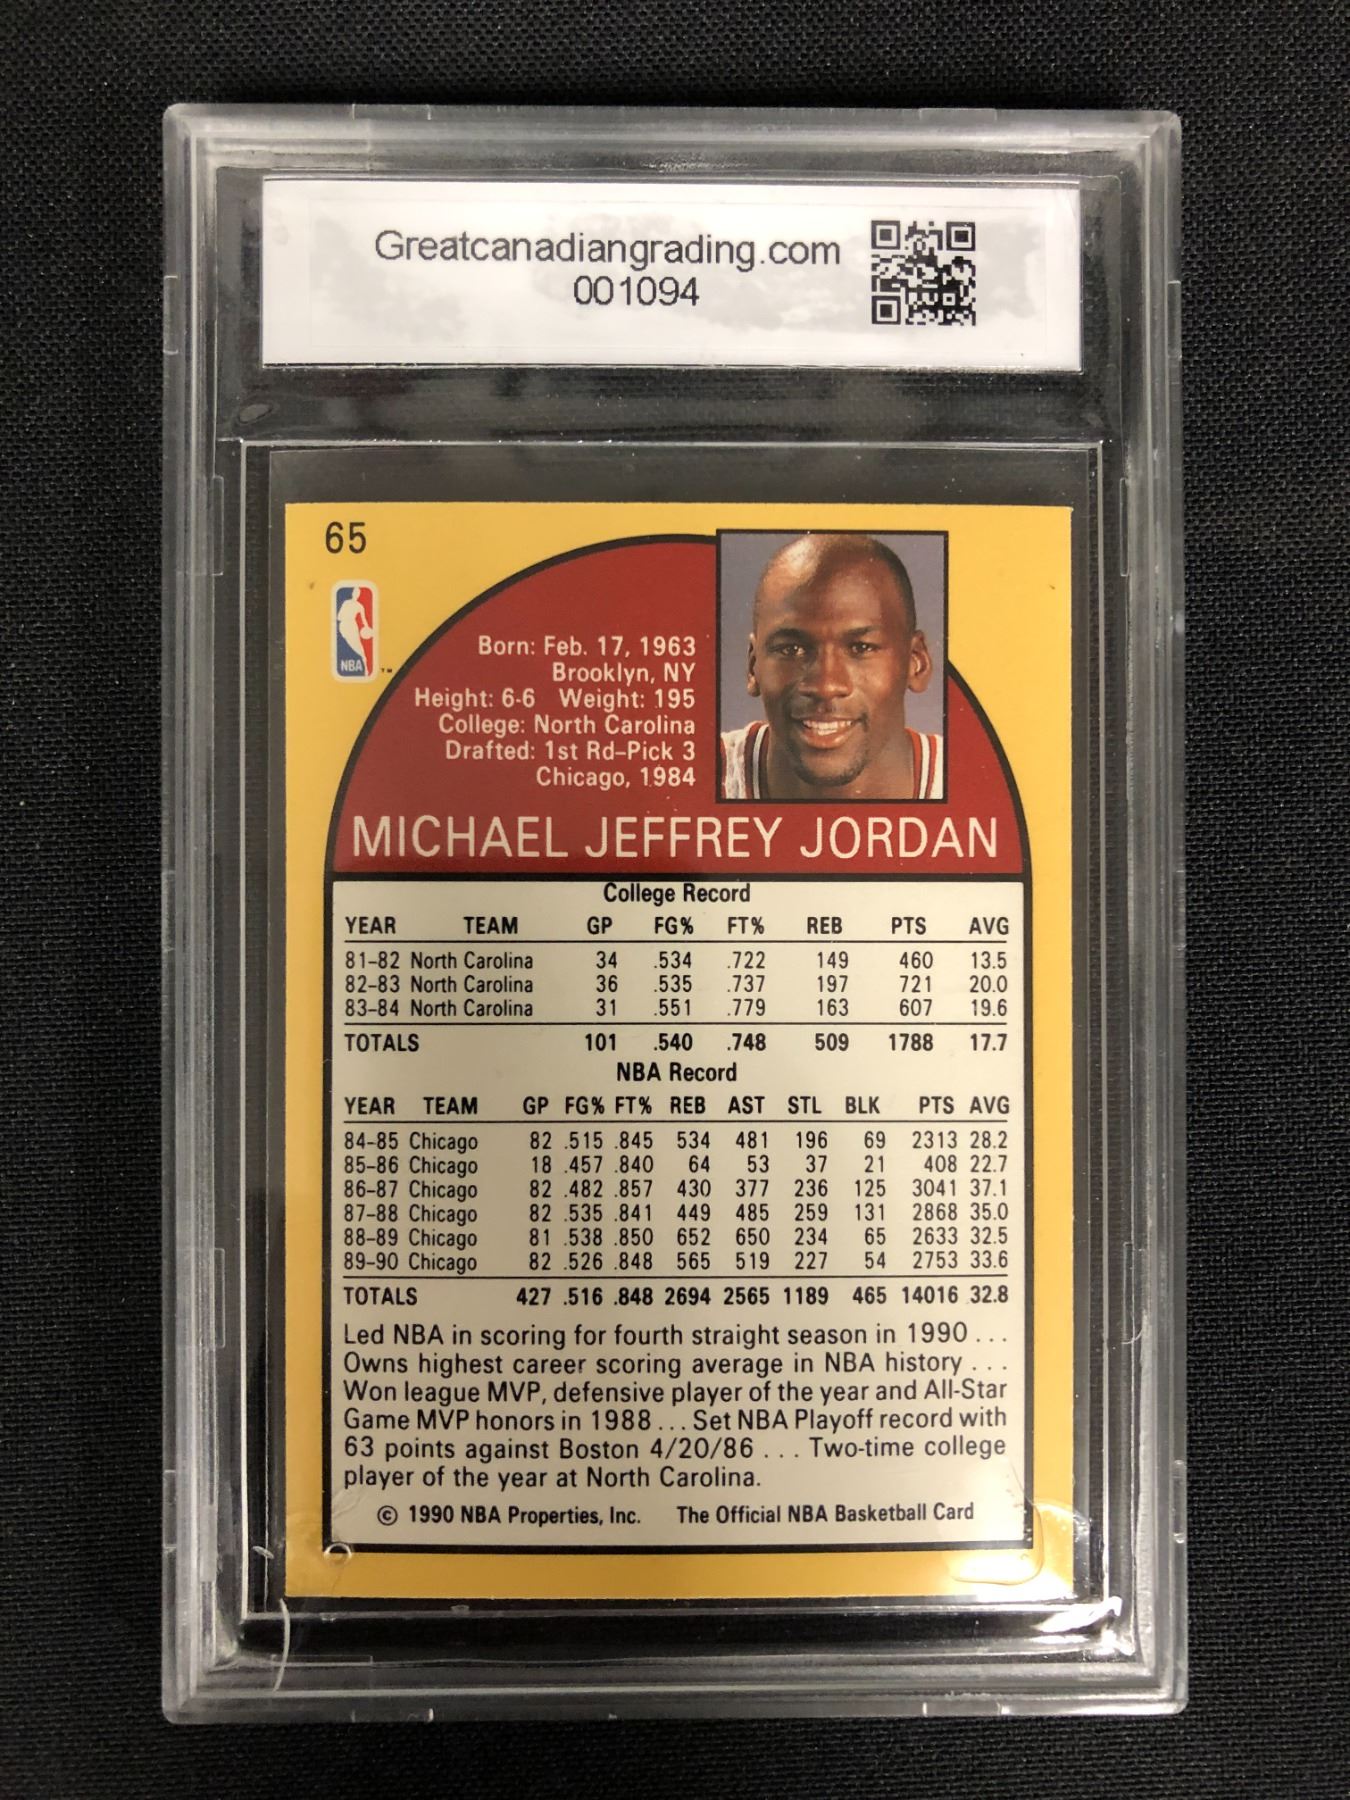 Greatcanadiangrading.com
001094
65
NBA
TM
Born: Feb. 17, 1963
Brooklyn, NY
Height: 6-6 Weight: 195
College: North Carolina
Drafted: 1st Rd–Pick 3
Chicago, 1984
MICHAEL JEFFREY JORDAN
College Record
YEAR TEAM GP FG% FT% REB PTS AVG
81–82 North Carolina 34 .534 .722 149 460 13.5
82–83 North Carolina 36 .535 .737 197 721 20.0
83–84 North Carolina 31 .551 .779 163 607 19.6
TOTALS 101 .540 .748 509 1788 17.7
NBA Record
YEAR TEAM GP FG% FT% REB AST STL BLK PTS AVG
84–85 Chicago 82 .515 .845 534 481 196 69 2313 28.2
85–86 Chicago 18 .457 .840 64 53 37 21 408 22.7
86–87 Chicago 82 .482 .857 430 377 236 125 3041 37.1
87–88 Chicago 82 .535 .841 449 485 259 131 2868 35.0
88–89 Chicago 81 .538 .850 652 650 234 65 2633 32.5
89–90 Chicago 82 .526 .848 565 519 227 54 2753 33.6
TOTALS 427 .516 .848 2694 2565 1189 465 14016 32.8
Led NBA in scoring for fourth straight season in 1990 ...
Owns highest career scoring average in NBA history ...
Won league MVP, defensive player of the year and All-Star
Game MVP honors in 1988 ... Set NBA Playoff record with
63 points against Boston 4/20/86 ... Two-time college
player of the year at North Carolina.
© 1990 NBA Properties, Inc. The Official NBA Basketball Card